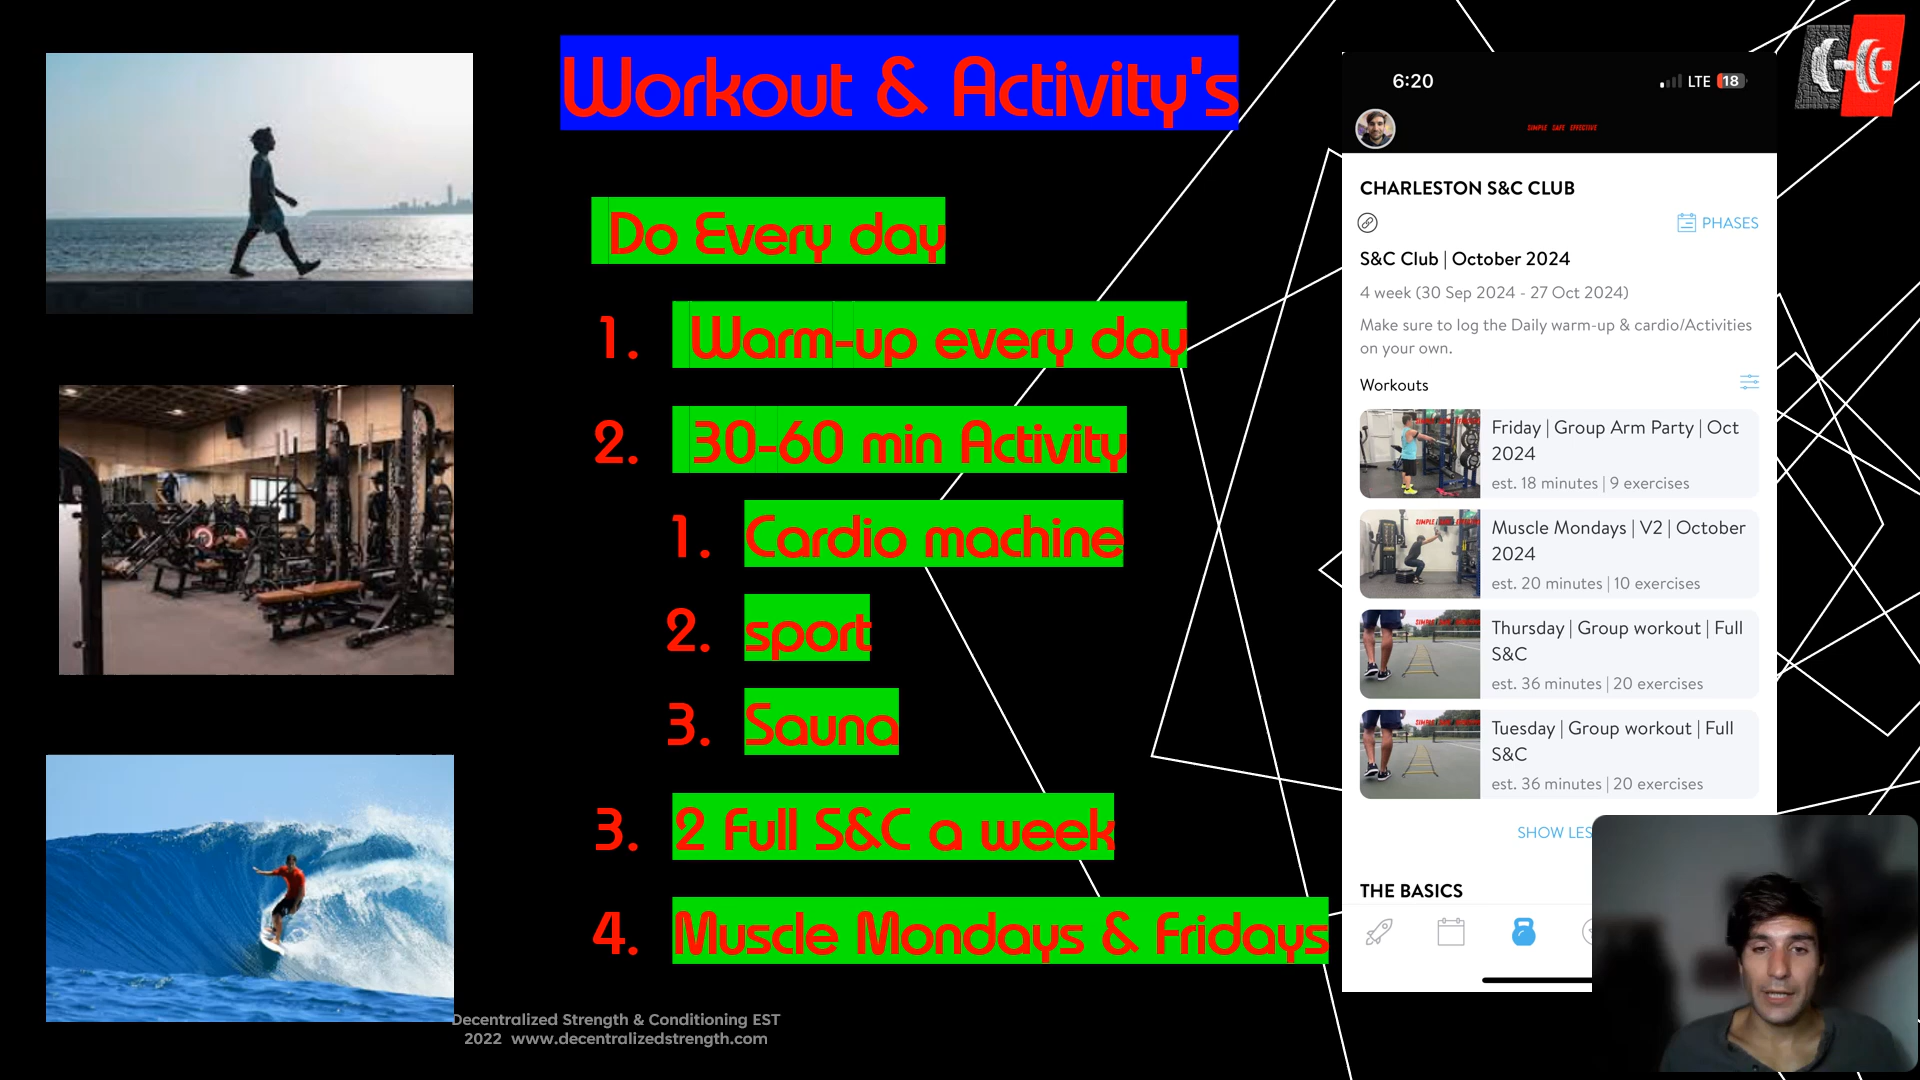 Workout & Activity's
Do Every day
1. Warm-up every day
2. 30-60 min Activity
1. Cardio machine
2. sport
3. Sauna
3. 2 Full S&C a week
4. Muscle Mondays & Fridays
Decentralized Strength & Conditioning EST
2022 www.decentralizedstrength.com
6:20
LTE 18
SIMPLE SAFE EFFECTIVE
CHARLESTON S&C CLUB
PHASES
S&C Club | October 2024
4 week (30 Sep 2024 - 27 Oct 2024)
Make sure to log the Daily warm-up & cardio/Activities
on your own.
Workouts
Friday | Group Arm Party | Oct
2024
est. 18 minutes | 9 exercises
Muscle Mondays | V2 | October
2024
est. 20 minutes | 10 exercises
Thursday | Group workout | Full
S&C
est. 36 minutes | 20 exercises
Tuesday | Group workout | Full
S&C
est. 36 minutes | 20 exercises
SHOW LES
THE BASICS